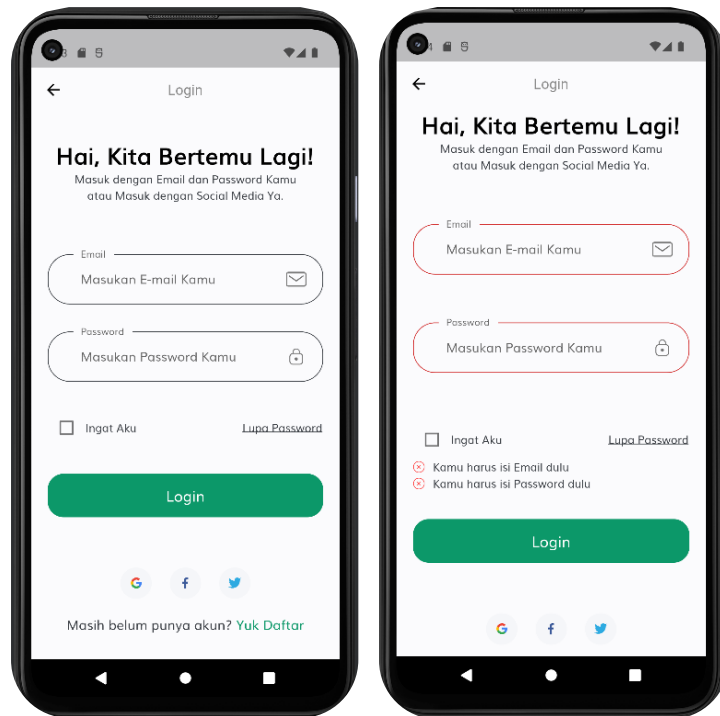 Login
Hai, Kita Bertemu Lagi!
Masuk dengan Email dan Password Kamu
atau Masuk dengan Social Media Ya.
Email
Masukan E-mail Kamu
Password
Masukan Password Kamu
Ingat Aku
Lupa Password
Login
Masih belum punya akun? Yuk Daftar
Login
Hai, Kita Bertemu Lagi!
Masuk dengan Email dan Password Kamu
atau Masuk dengan Social Media Ya.
Email
Masukan E-mail Kamu
Password
Masukan Password Kamu
Ingat Aku
Lupa Password
Kamu harus isi Email dulu
Kamu harus isi Password dulu
Login